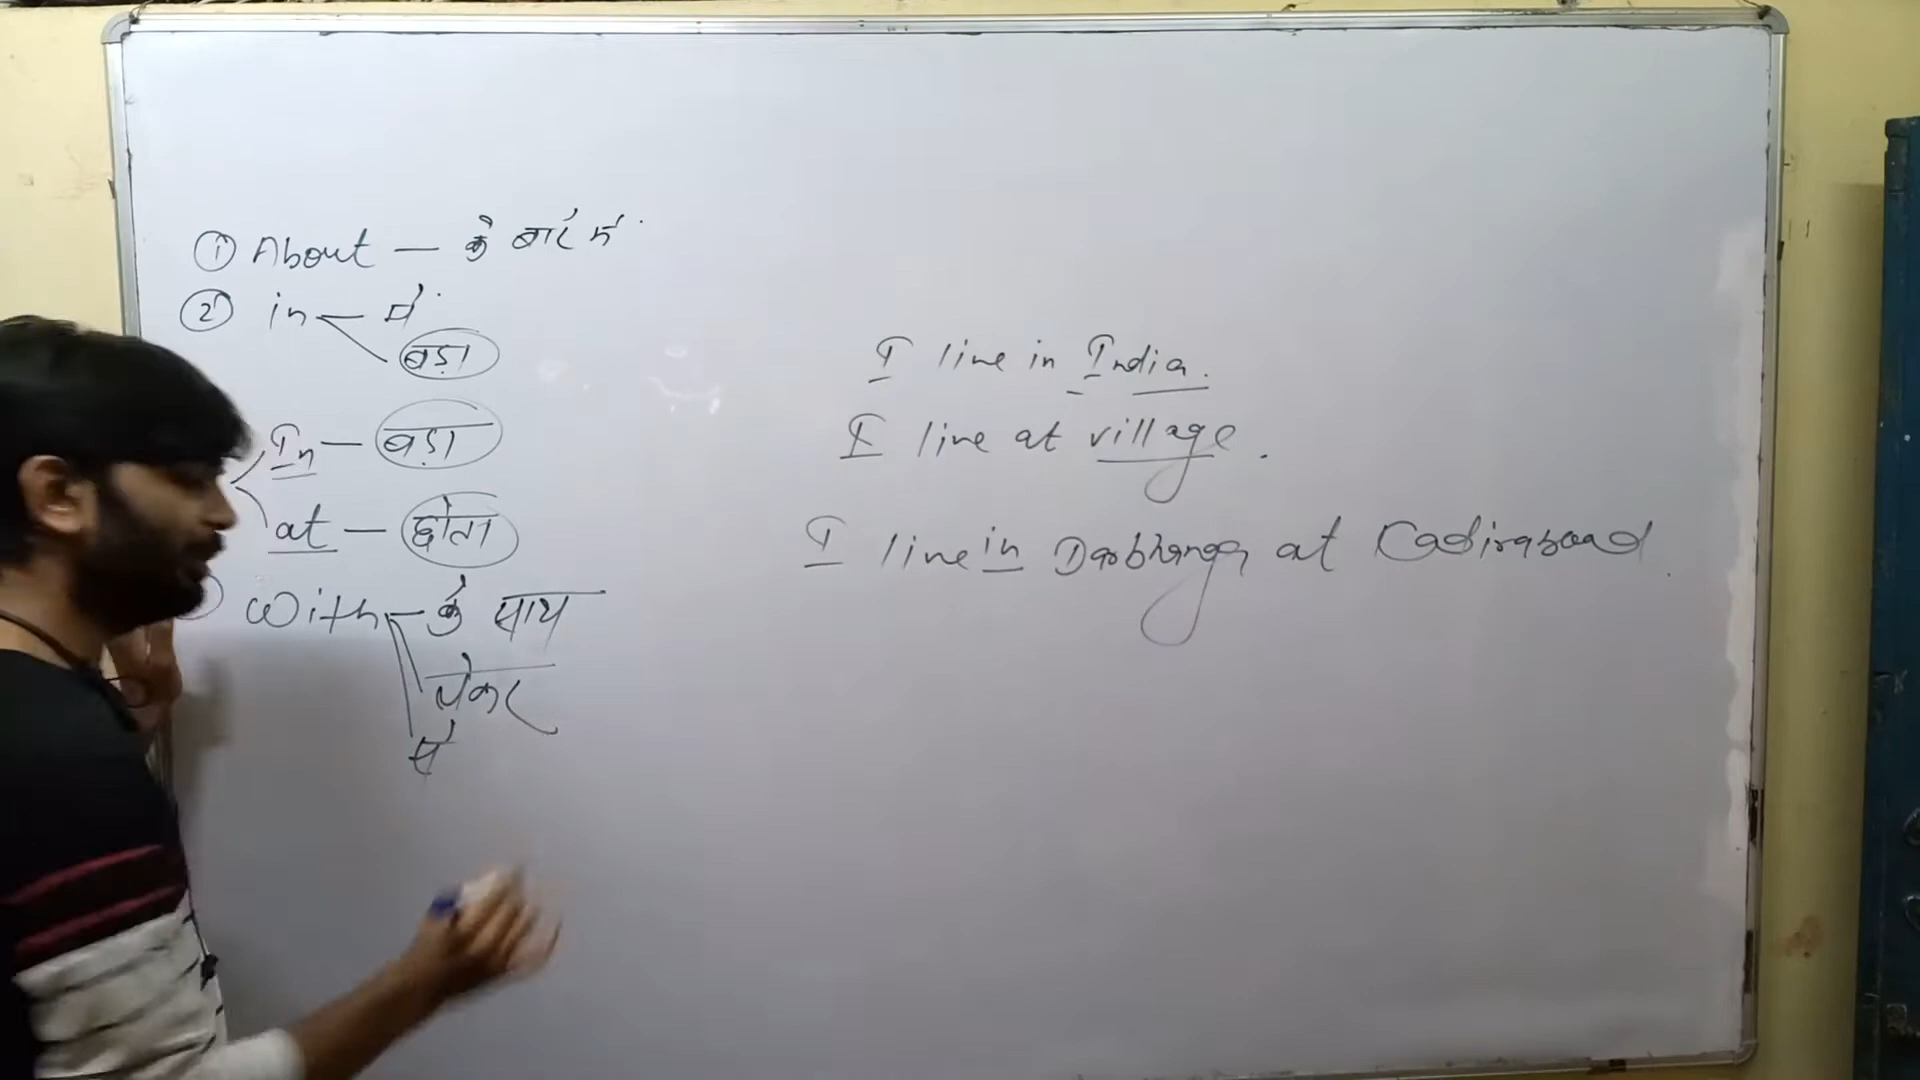 ① About — के बारे में
② in — में
बड़ा
In — बड़ा
at — छोटा
With — के साथ
लेकर
से
I live in India.
I live at village.
I live in Darbhanga at Kadirabad.